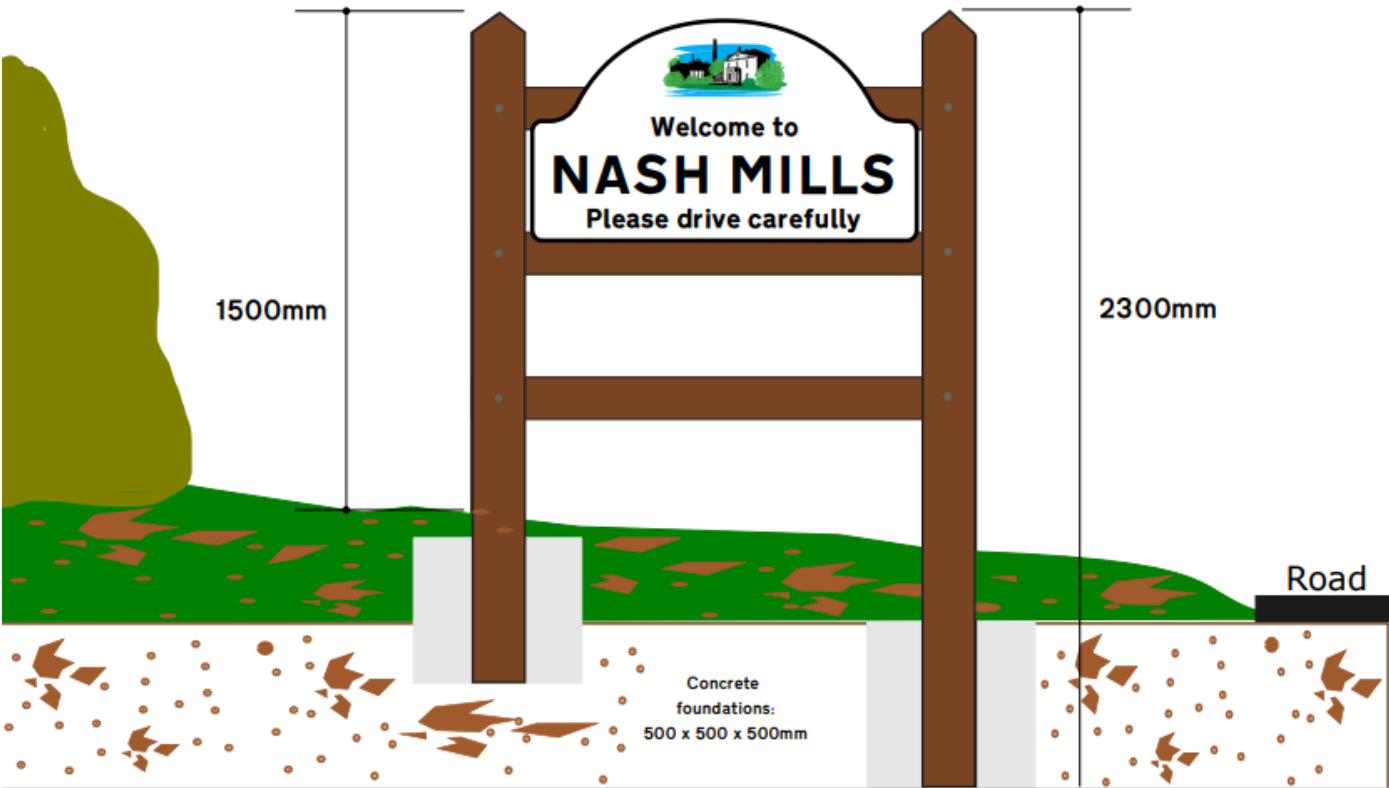 Welcome to
NASH MILLS
Please drive carefully
1500mm
2300mm
Road
Concrete
foundations:
500 x 500 x 500mm